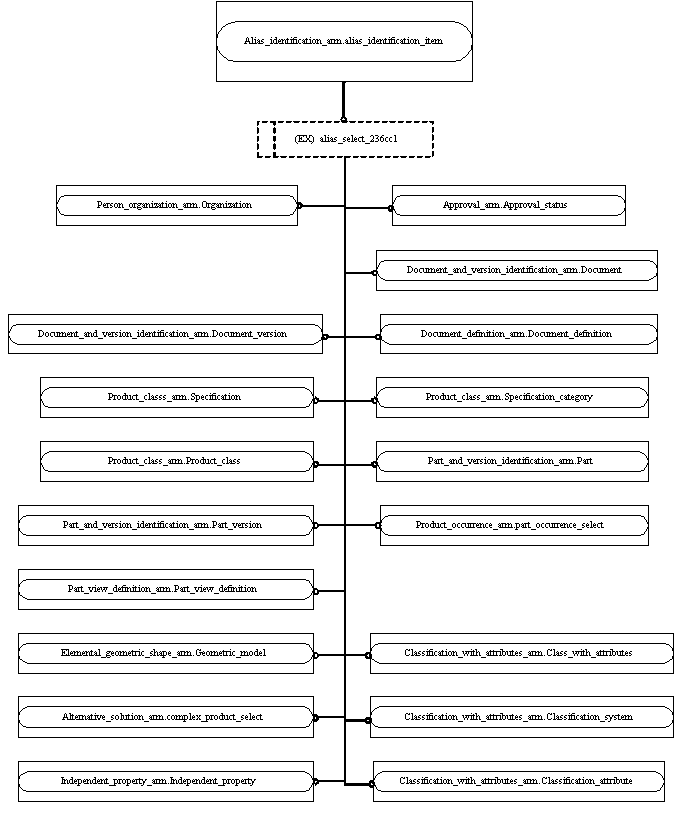 Alias_identification_arm.alias_identification_item
(EX) alias_select_236cc1
Person_organization_arm.Organization
Approval_arm.Approval_status
Document_and_version_identification_arm.Document
Document_and_version_identification_arm.Document_version
Document_definition_arm.Document_definition
Product_classs_arm.Specification
Product_class_arm.Specification_category
Product_class_arm.Product_class
Part_and_version_identification_arm.Part
Part_and_version_identification_arm.Part_version
Product_occurrence_arm.part_occurrence_select
Part_view_definition_arm.Part_view_definition
Elemental_geometric_shape_arm.Geometric_model
Classification_with_attributes_arm.Class_with_attributes
Alternative_solution_arm.complex_product_select
Classification_with_attributes_arm.Classification_system
Independent_property_arm.Independent_property
Classification_with_attributes_arm.Classification_attribute